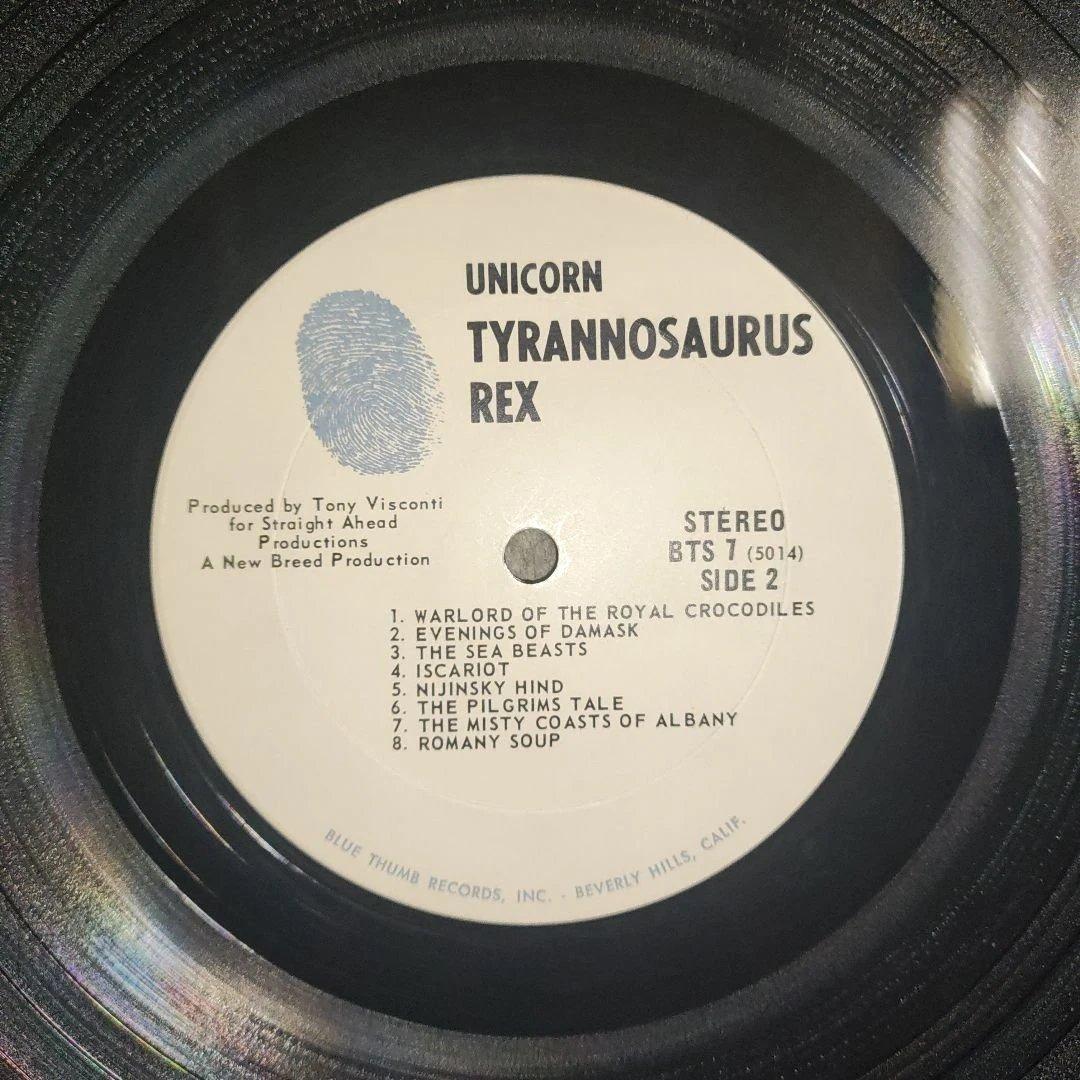 UNICORN
TYRANNOSAURUS
REX
Produced by Tony Visconti
for Straight Ahead
Productions
A New Breed Production
STEREO
BTS 7 (5014)
SIDE 2
1. WARLORD OF THE ROYAL CROCODILES
2. EVENINGS OF DAMASK
3. THE SEA BEASTS
4. ISCARIOT
5. NIJINSKY HIND
6. THE PILGRIMS TALE
7. THE MISTY COASTS OF ALBANY
8. ROMANY SOUP
BLUE THUMB RECORDS, INC. - BEVERLY HILLS, CALIF.